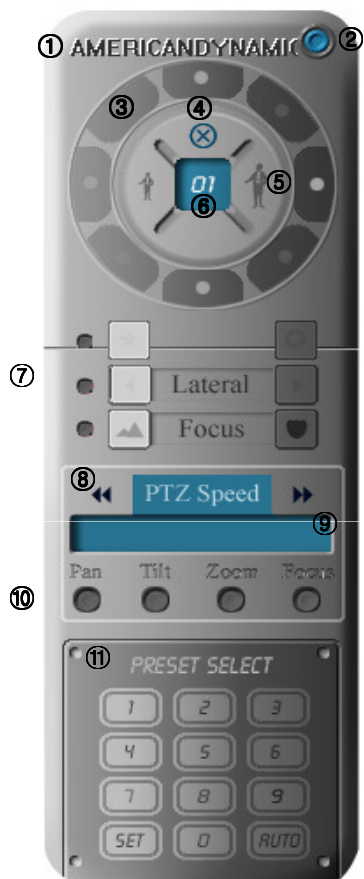 ① AMERICANDYNAMIC ②
③ ④
⑤
01
⑥
⑦ Lateral
Focus
⑧ PTZ Speed
⑨
Pan Tilt Zoom Focus
⑩
⑪ PRESET SELECT
1 2 3
4 5 6
7 8 9
SET 0 AUTO